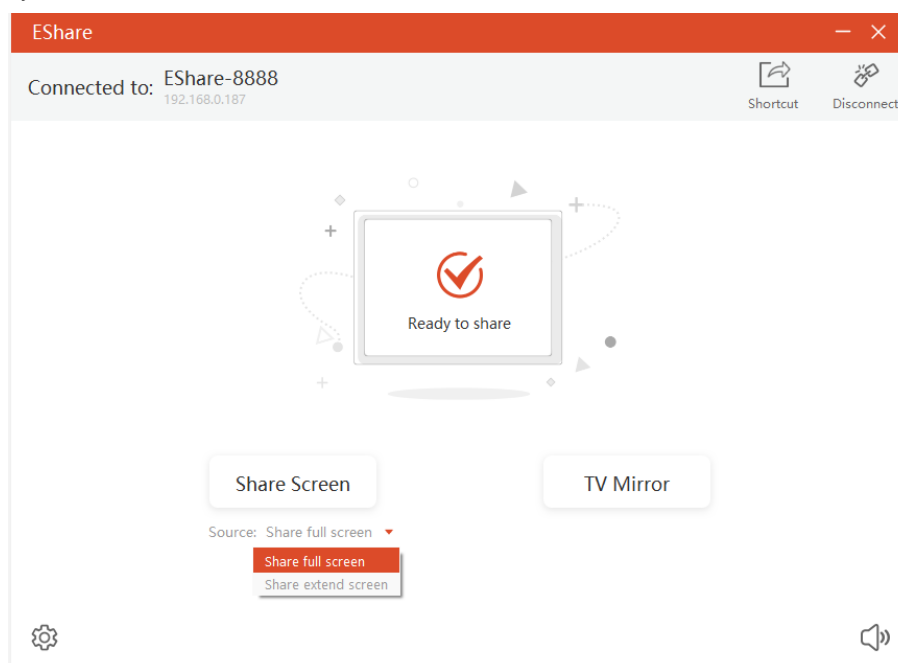 EShare
Connected to: EShare-8888
192.168.0.187
Shortcut
Disconnect
Ready to share
Share Screen
TV Mirror
Source: Share full screen
Share full screen
Share extend screen